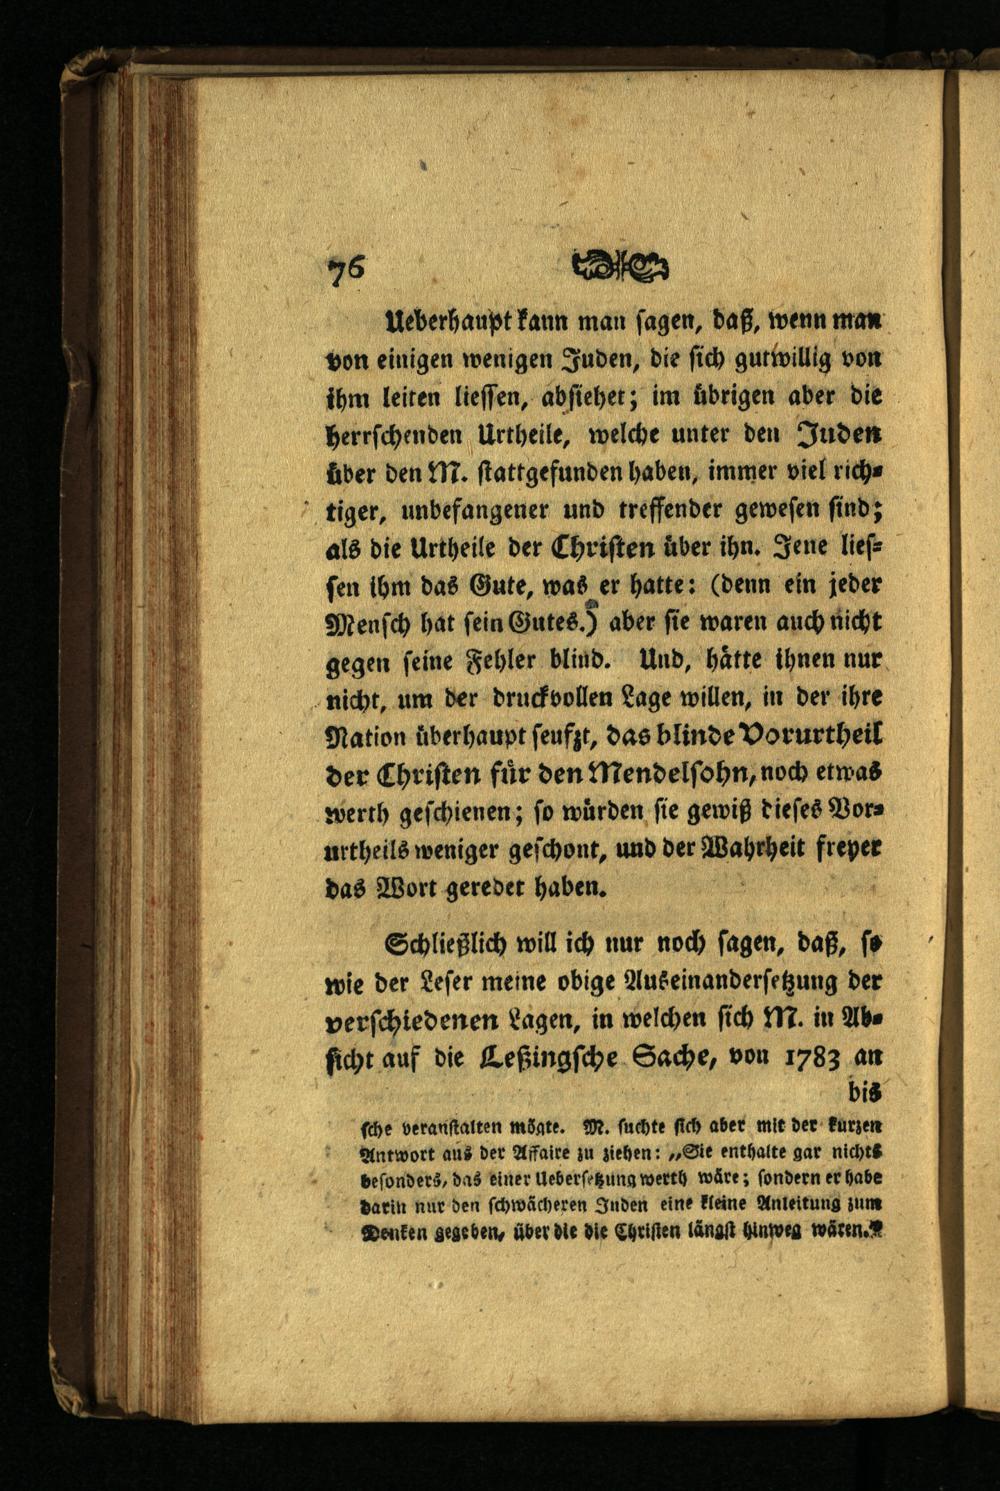 76
Ueberhaupt kann man sagen, daß, wenn man
von einigen wenigen Juden, die sich gutwillig von
ihm leiten liessen, absiehet; im übrigen aber die
herrschenden Urtheile, welche unter den Juden
über den M. stattgefunden haben, immer viel rich-
tiger, unbefangener und treffender gewesen sind;
als die Urtheile der Christen über ihn. Jene lies-
sen ihm das Gute, was er hatte: (denn ein jeder
Mensch hat sein Gutes.) aber sie waren auch nicht
gegen seine Fehler blind. Und, hätte ihnen nur
nicht, um der druckvollen Lage willen, in der ihre
Nation überhaupt seufzt, das blinde Vorurtheil
der Christen für den Mendelsohn, noch etwas
werth geschienen; so würden sie gewiß dieses Vor-
urtheils weniger geschont, und der Wahrheit freyer
das Wort geredet haben.
Schließlich will ich nur noch sagen, daß, so
wie der Leser meine obige Auseinandersetzung der
verschiedenen Lagen, in welchen sich M. in Ab-
sicht auf die Leßingsche Sache, von 1783 an
bis
sche veranstalten mögte. M. suchte sich aber mit der kurzen
Antwort aus der Affaire zu ziehen: „Sie enthalte gar nichts
besonders, das einer Uebersetzung werth wäre; sondern er habe
darin nur den schwächeren Juden eine kleine Anleitung zum
Denken gegeben, über die die Christen längst hinweg wären.“